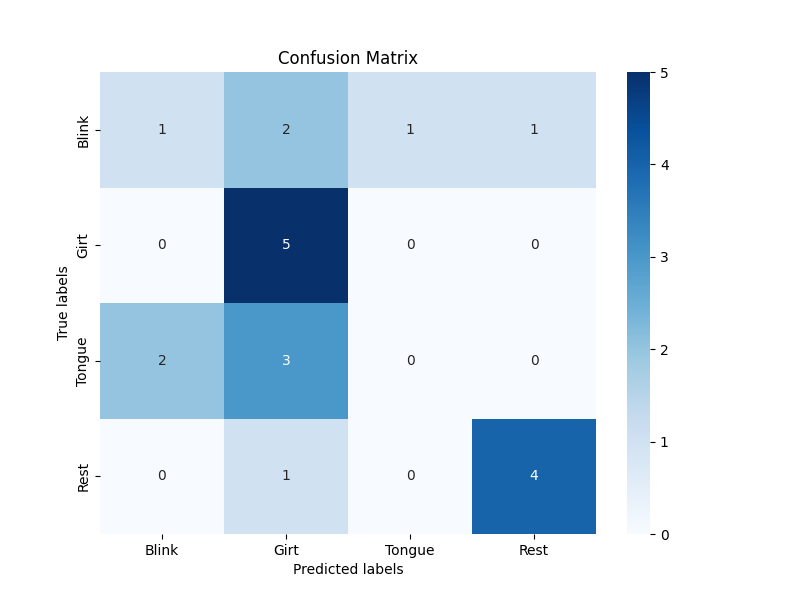 Confusion Matrix
True labels
Blink 1 2 1 1
Girt 0 5 0 0
Tongue 2 3 0 0
Rest 0 1 0 4
Blink Girt Tongue Rest
Predicted labels
5
4
3
2
1
0